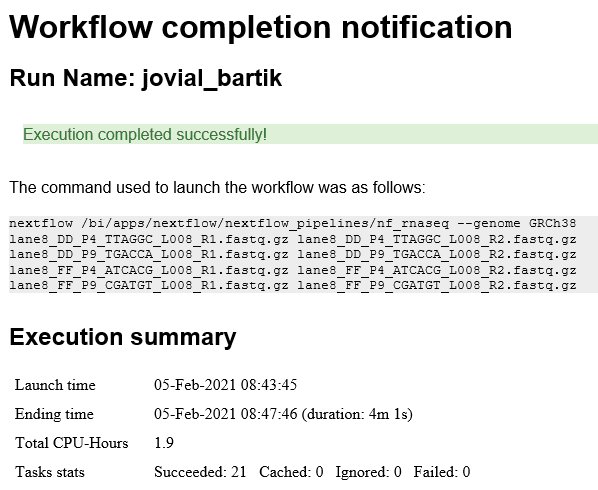 Workflow completion notification
Run Name: jovial_bartik
Execution completed successfully!
The command used to launch the workflow was as follows:
nextflow /bi/apps/nextflow/nextflow_pipelines/nf_rnaseq --genome GRCh38
lane8_DD_P4_TTAGGC_L008_R1.fastq.gz lane8_DD_P4_TTAGGC_L008_R2.fastq.gz
lane8_DD_P9_TGACCA_L008_R1.fastq.gz lane8_DD_P9_TGACCA_L008_R2.fastq.gz
lane8_FF_P4_ATCACG_L008_R1.fastq.gz lane8_FF_P4_ATCACG_L008_R2.fastq.gz
lane8_FF_P9_CGATGT_L008_R1.fastq.gz lane8_FF_P9_CGATGT_L008_R2.fastq.gz
Execution summary
Launch time 05-Feb-2021 08:43:45
Ending time 05-Feb-2021 08:47:46 (duration: 4m 1s)
Total CPU-Hours 1.9
Tasks stats Succeeded: 21 Cached: 0 Ignored: 0 Failed: 0